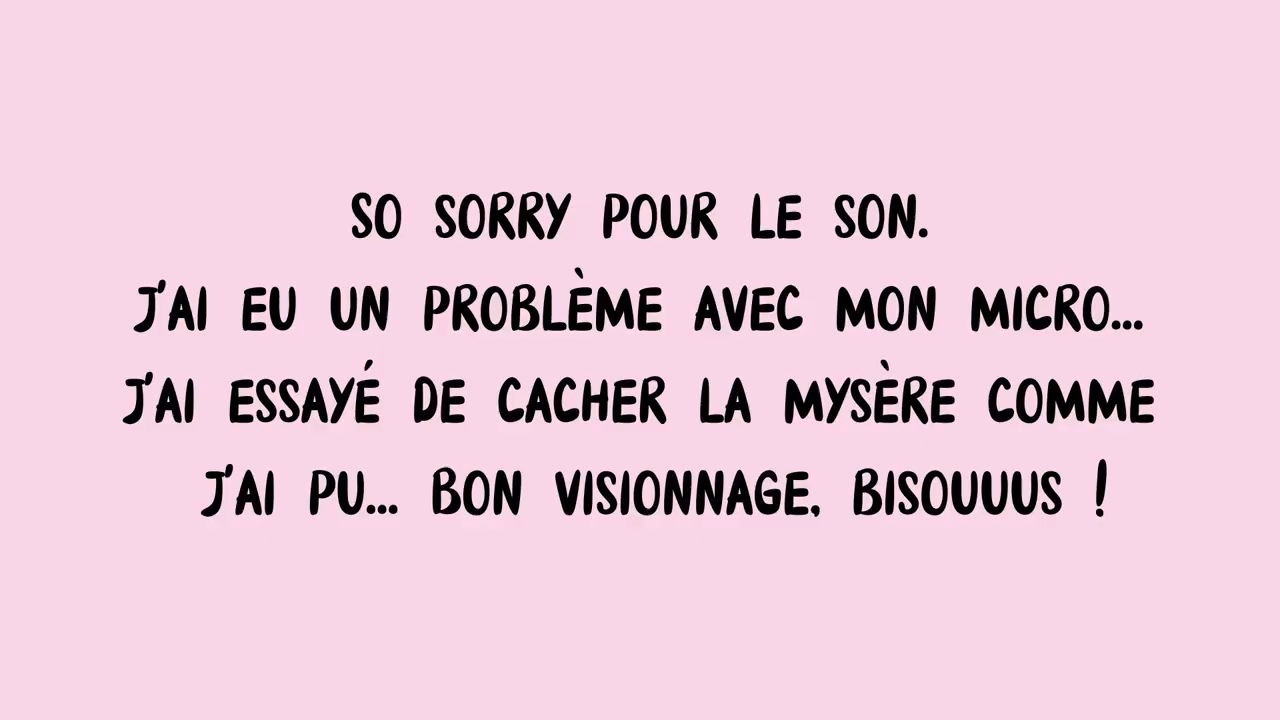 SO SORRY POUR LE SON.
J'AI EU UN PROBLÈME AVEC MON MICRO...
J'AI ESSAYÉ DE CACHER LA MYSÈRE COMME
J'AI PU... BON VISIONNAGE, BISOUUUS !